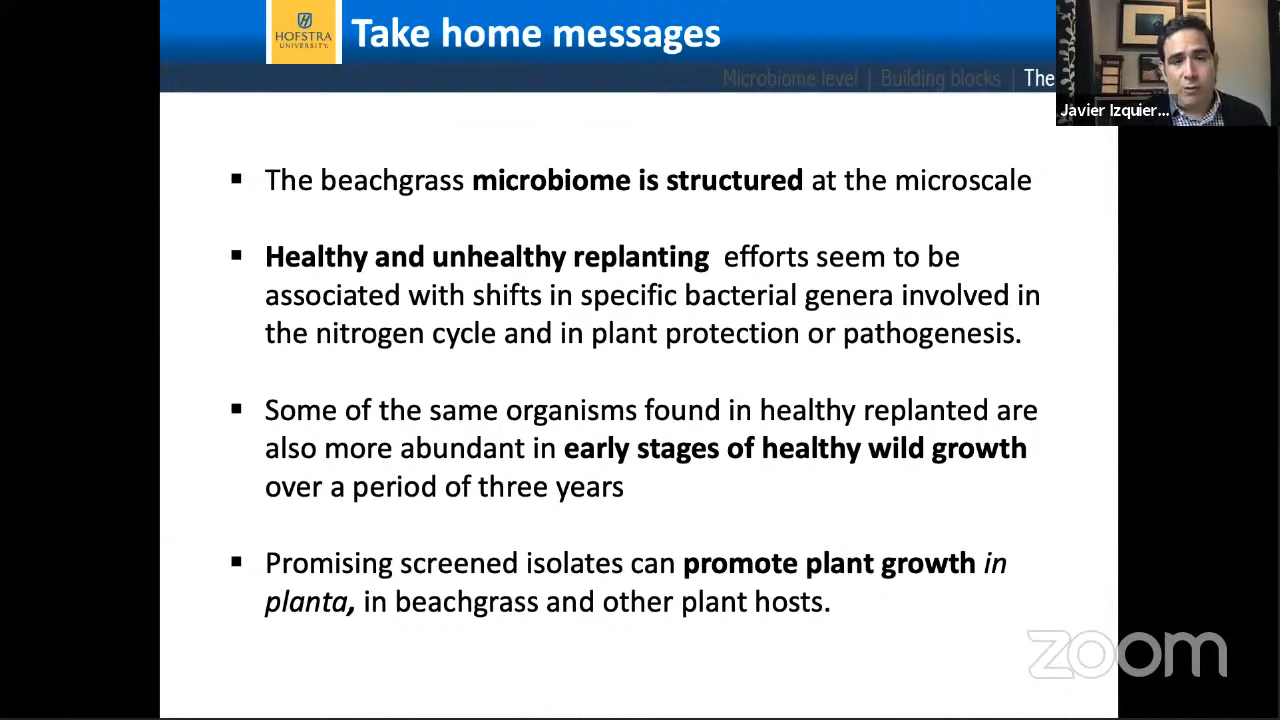 HOFSTRA
UNIVERSITY.
Take home messages
Microbiome level | Building blocks | The
Javier Izquier...
▪ The beachgrass microbiome is structured at the microscale
▪ Healthy and unhealthy replanting efforts seem to be
associated with shifts in specific bacterial genera involved in
the nitrogen cycle and in plant protection or pathogenesis.
▪ Some of the same organisms found in healthy replanted are
also more abundant in early stages of healthy wild growth
over a period of three years
▪ Promising screened isolates can promote plant growth in
planta, in beachgrass and other plant hosts.
zoom